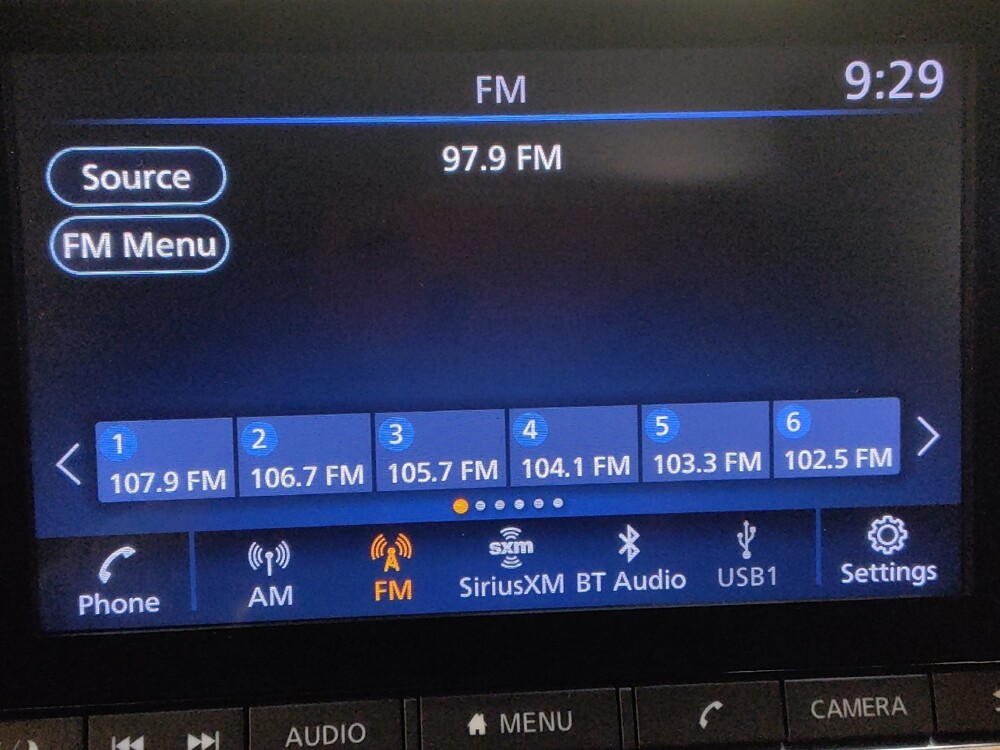 FM
9:29
97.9 FM
Source
FM Menu
1
107.9 FM
2
106.7 FM
3
105.7 FM
4
104.1 FM
5
103.3 FM
6
102.5 FM
Phone
AM
FM
sxm
SiriusXM
BT Audio
USB1
Settings
AUDIO
MENU
CAMERA